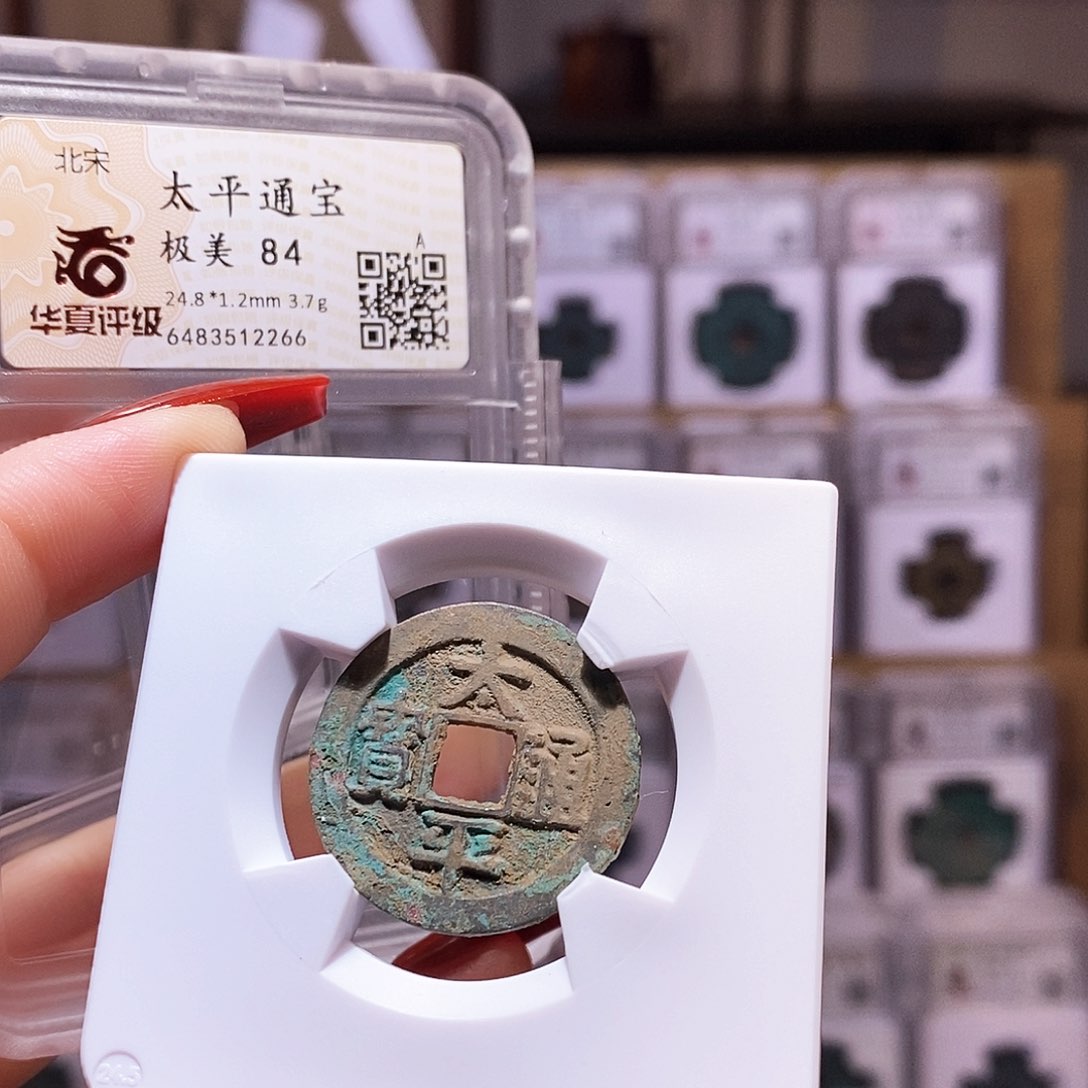 北宋
太平通宝
极美 84
A
24.8*1.2mm 3.7g
华夏评级
6483512266
太
寶 通
平